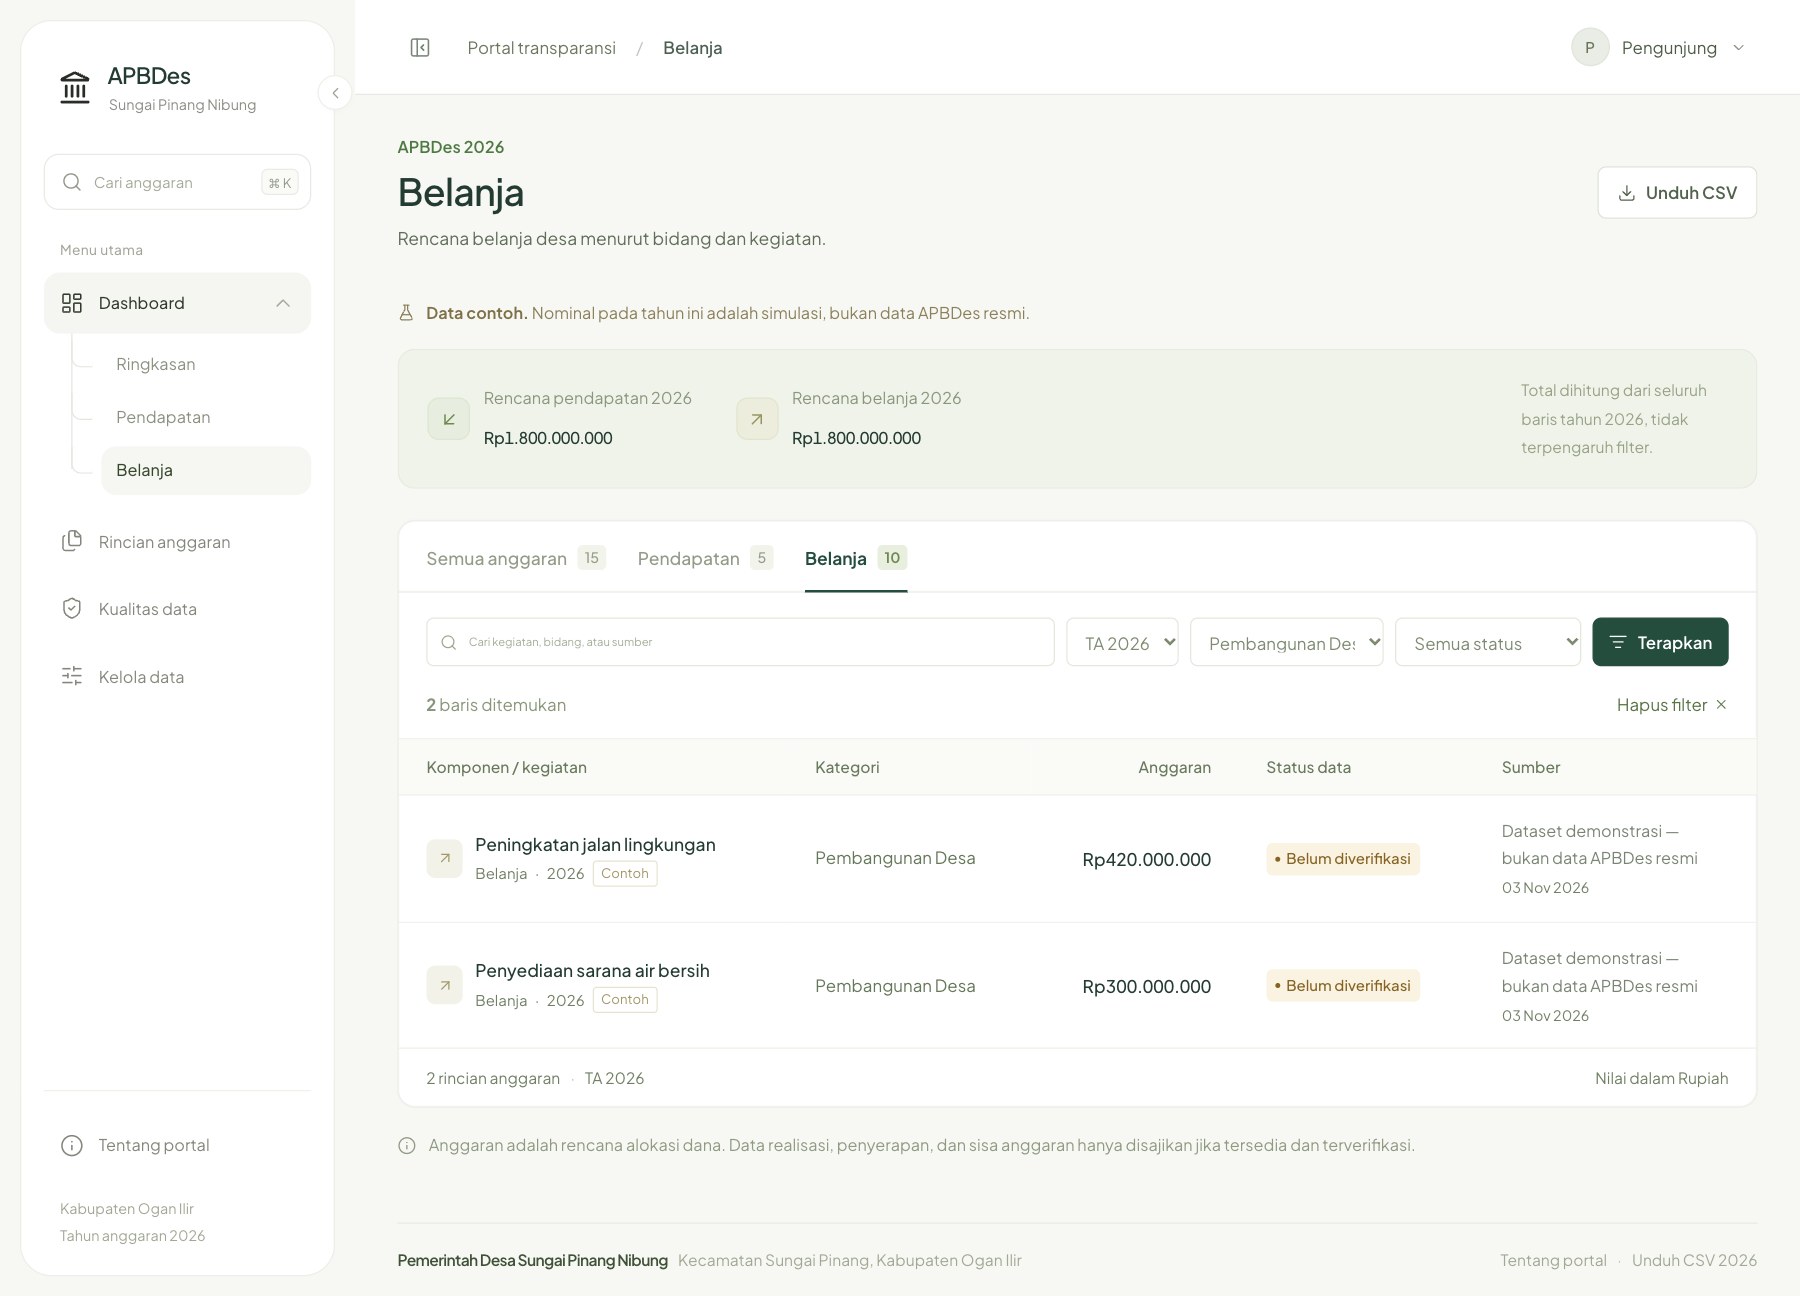 APBDes
Sungai Pinang Nibung
Cari anggaran
⌘ K
Menu utama
Dashboard
Ringkasan
Pendapatan
Belanja
Rincian anggaran
Kualitas data
Kelola data
Tentang portal
Kabupaten Ogan Ilir
Tahun anggaran 2026
Portal transparansi / Belanja
P Pengunjung
APBDes 2026
Belanja
Rencana belanja desa menurut bidang dan kegiatan.
Unduh CSV
Data contoh. Nominal pada tahun ini adalah simulasi, bukan data APBDes resmi.
Rencana pendapatan 2026
Rp1.800.000.000
Rencana belanja 2026
Rp1.800.000.000
Total dihitung dari seluruh
baris tahun 2026, tidak
terpengaruh filter.
Semua anggaran 15 Pendapatan 5 Belanja 10
Cari kegiatan, bidang, atau sumber
TA 2026
Pembangunan Des
Semua status
Terapkan
2 baris ditemukan
Hapus filter ×
Komponen / kegiatan Kategori Anggaran Status data Sumber
Peningkatan jalan lingkungan
Belanja · 2026 Contoh
Pembangunan Desa
Rp420.000.000
• Belum diverifikasi
Dataset demonstrasi —
bukan data APBDes resmi
03 Nov 2026
Penyediaan sarana air bersih
Belanja · 2026 Contoh
Pembangunan Desa
Rp300.000.000
• Belum diverifikasi
Dataset demonstrasi —
bukan data APBDes resmi
03 Nov 2026
2 rincian anggaran · TA 2026
Nilai dalam Rupiah
Anggaran adalah rencana alokasi dana. Data realisasi, penyerapan, dan sisa anggaran hanya disajikan jika tersedia dan terverifikasi.
Pemerintah Desa Sungai Pinang Nibung Kecamatan Sungai Pinang, Kabupaten Ogan Ilir
Tentang portal · Unduh CSV 2026